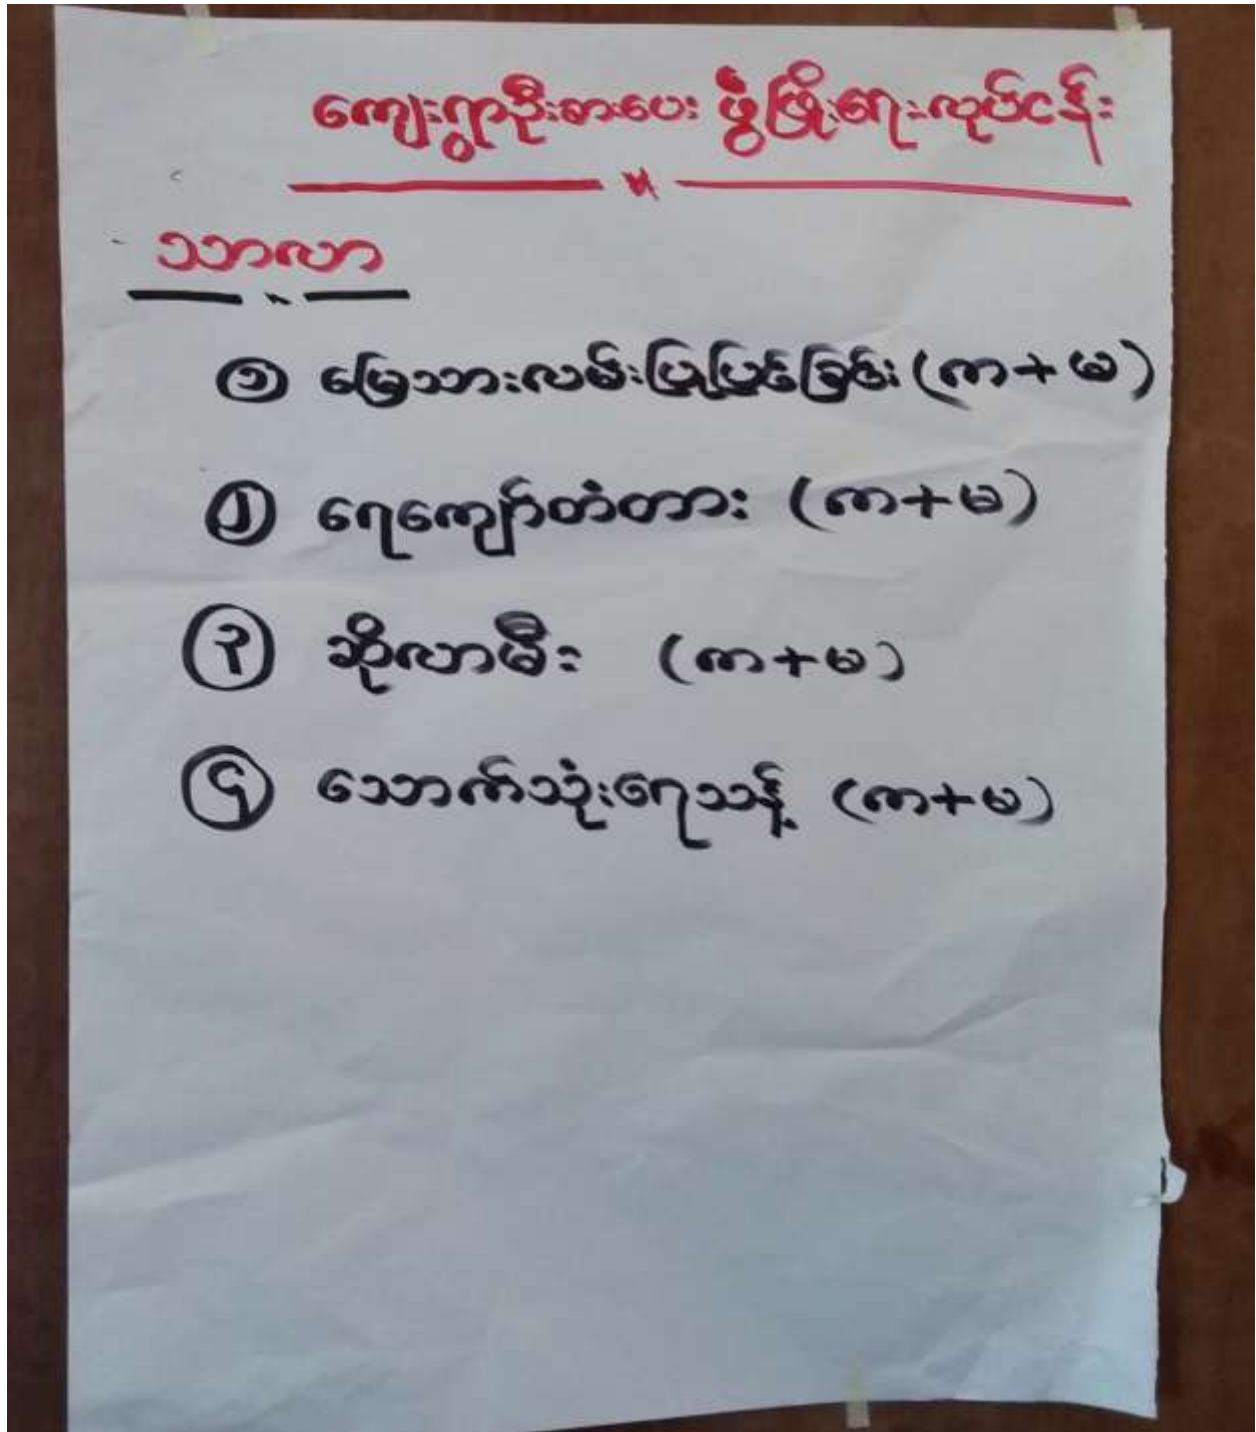 ကျေးရွာဦးစားပေး ဖွံ့ဖြိုးရေးလုပ်ငန်း
သာလာ
၁ မြေသားလမ်းပြုပြင်ခြင်း (ကာ+မ)
၂ ရေကျော်တံတား (ကာ+မ)
၃ ဆိုလာမီး (ကာ+မ)
၄ သောက်သုံးရေသန့် (ကာ+မ)